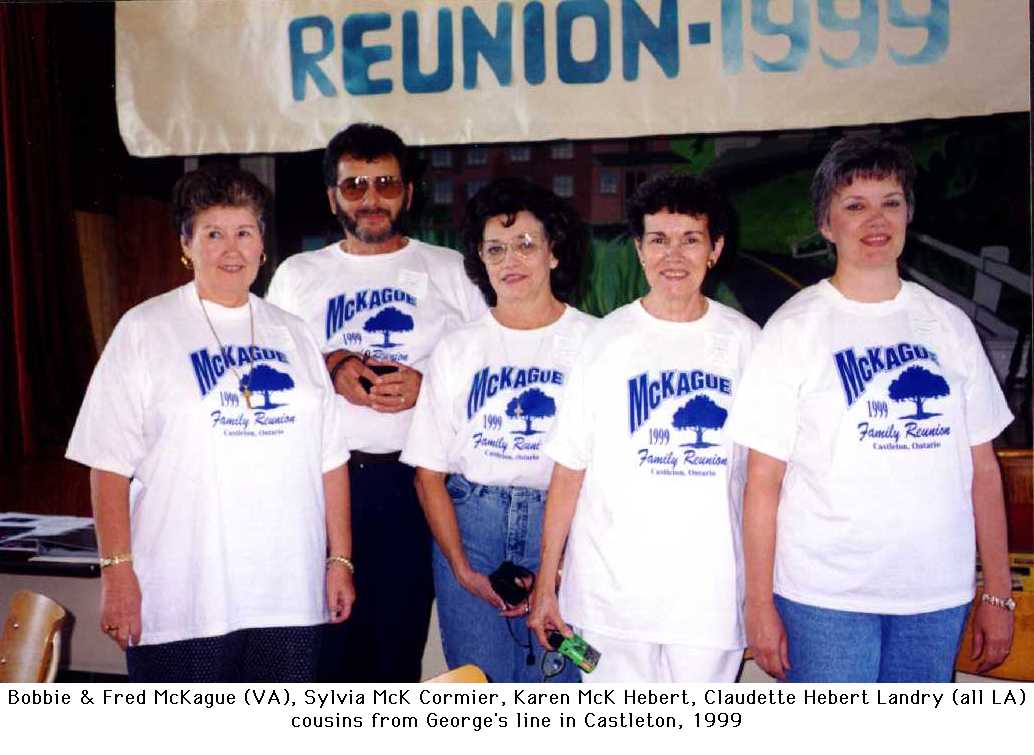 REUNION-1999
McKAGUE
1999
Family Reunion
Castleton, Ontario
McKAGUE
1999
Reunion
McKAGUE
1999
Family Reuni
Castleton, Ontario
McKAGUE
1999
Family Reunion
Castleton, Ontario
McKAGUE
1999
Family Reunion
Castleton, Ontario
Bobbie & Fred McKague (VA), Sylvia McK Cormier, Karen McK Hebert, Claudette Hebert Landry (all LA)
cousins from George's line in Castleton, 1999